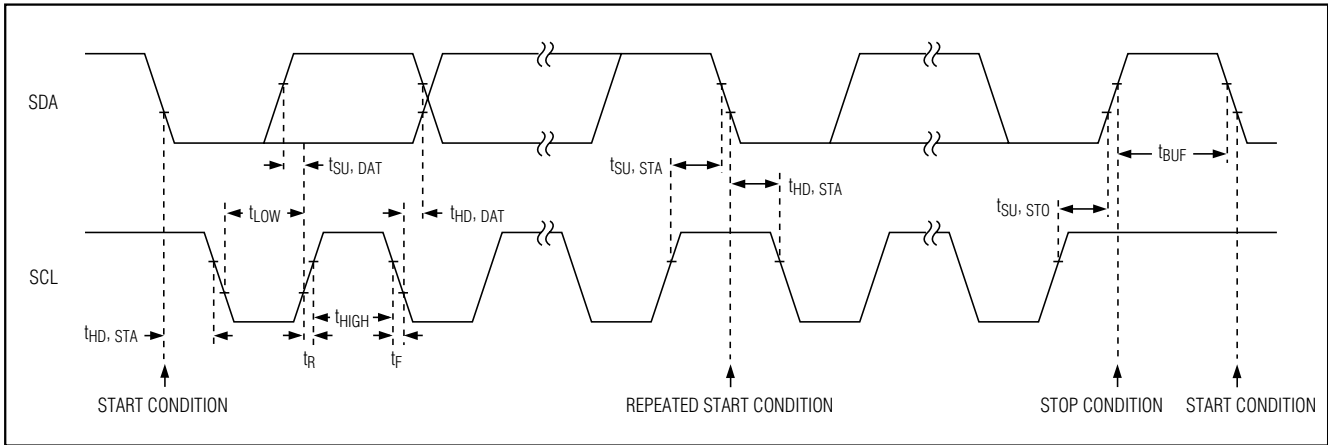 SDA
tSU, DAT
tSU, STA
tHD, STA
tBUF
tLOW
tHD, DAT
tSU, STO
SCL
tHIGH
tHD, STA
tR
tF
START CONDITION
REPEATED START CONDITION
STOP CONDITION
START CONDITION